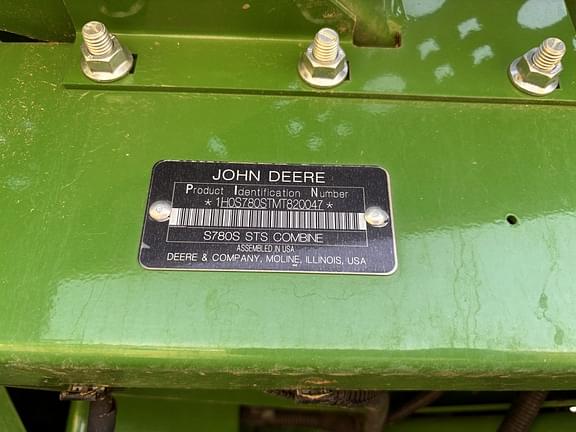 JOHN DEERE
Product Identification Number
*1H0S780STMT820047*
S780S STS COMBINE
ASSEMBLED IN USA
DEERE & COMPANY, MOLINE, ILLINOIS, USA